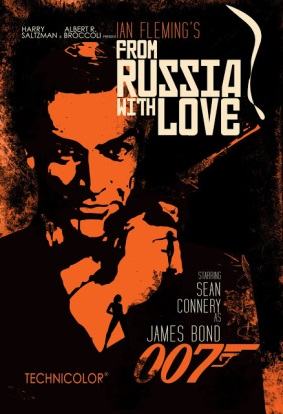 HARRY SALTZMAN & ALBERT R. BROCCOLI PRESENT
IAN FLEMING'S
FROM
RUSSIA
WITH
LOVE
STARRING
SEAN
CONNERY
AS
JAMES BOND
007
TECHNICOLOR®